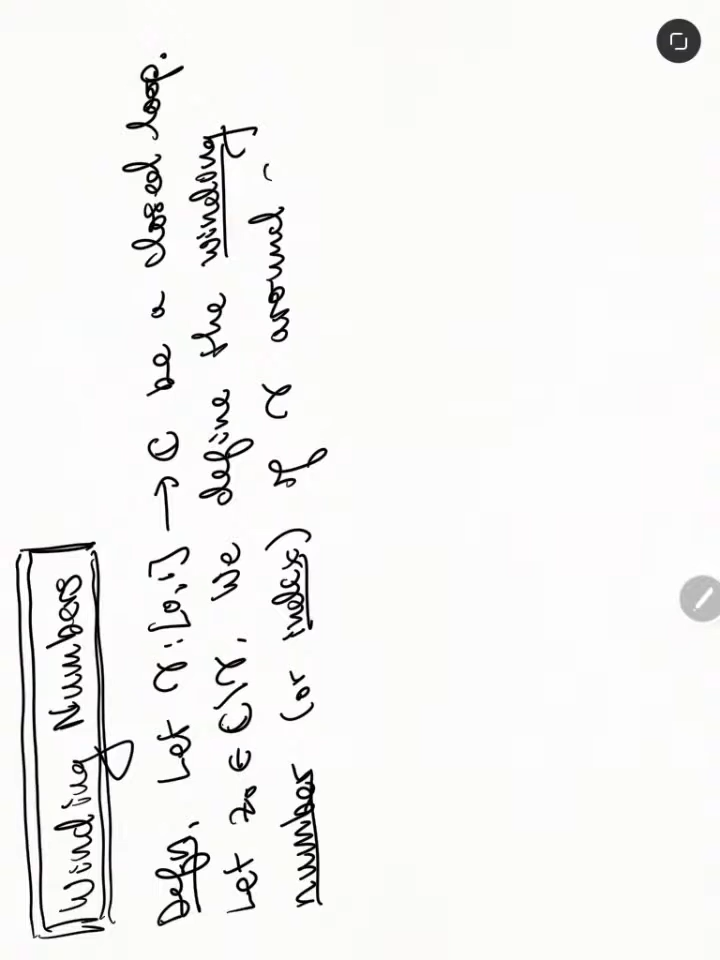 Winding Numbers
Defn. Let γ:[0,1] → ℂ be a closed loop.
Let z₀ ∈ ℂ\γ. We define the winding
number (or index) of γ around